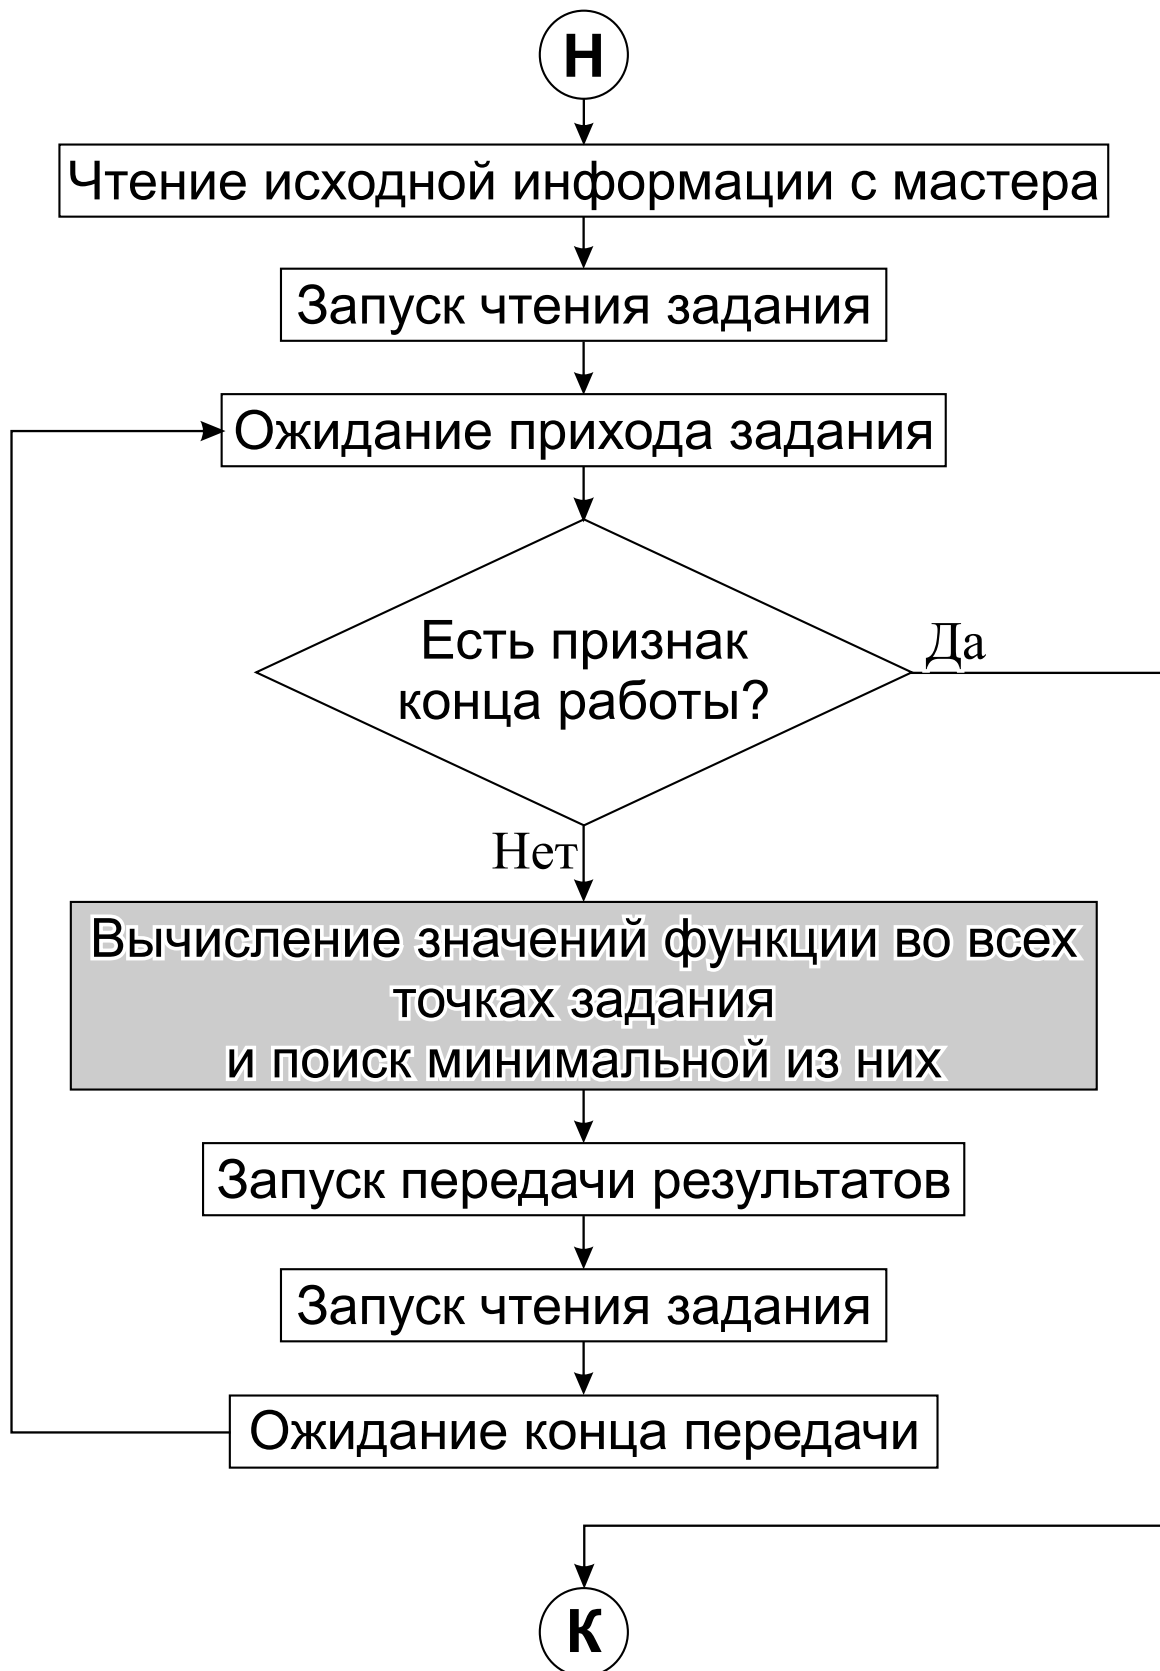 Н
Чтение исходной информации с мастера
Запуск чтения задания
Ожидание прихода задания
Есть признак
конца работы?
Да
Нет
Вычисление значений функции во всех
точках задания
и поиск минимальной из них
Запуск передачи результатов
Запуск чтения задания
Ожидание конца передачи
К